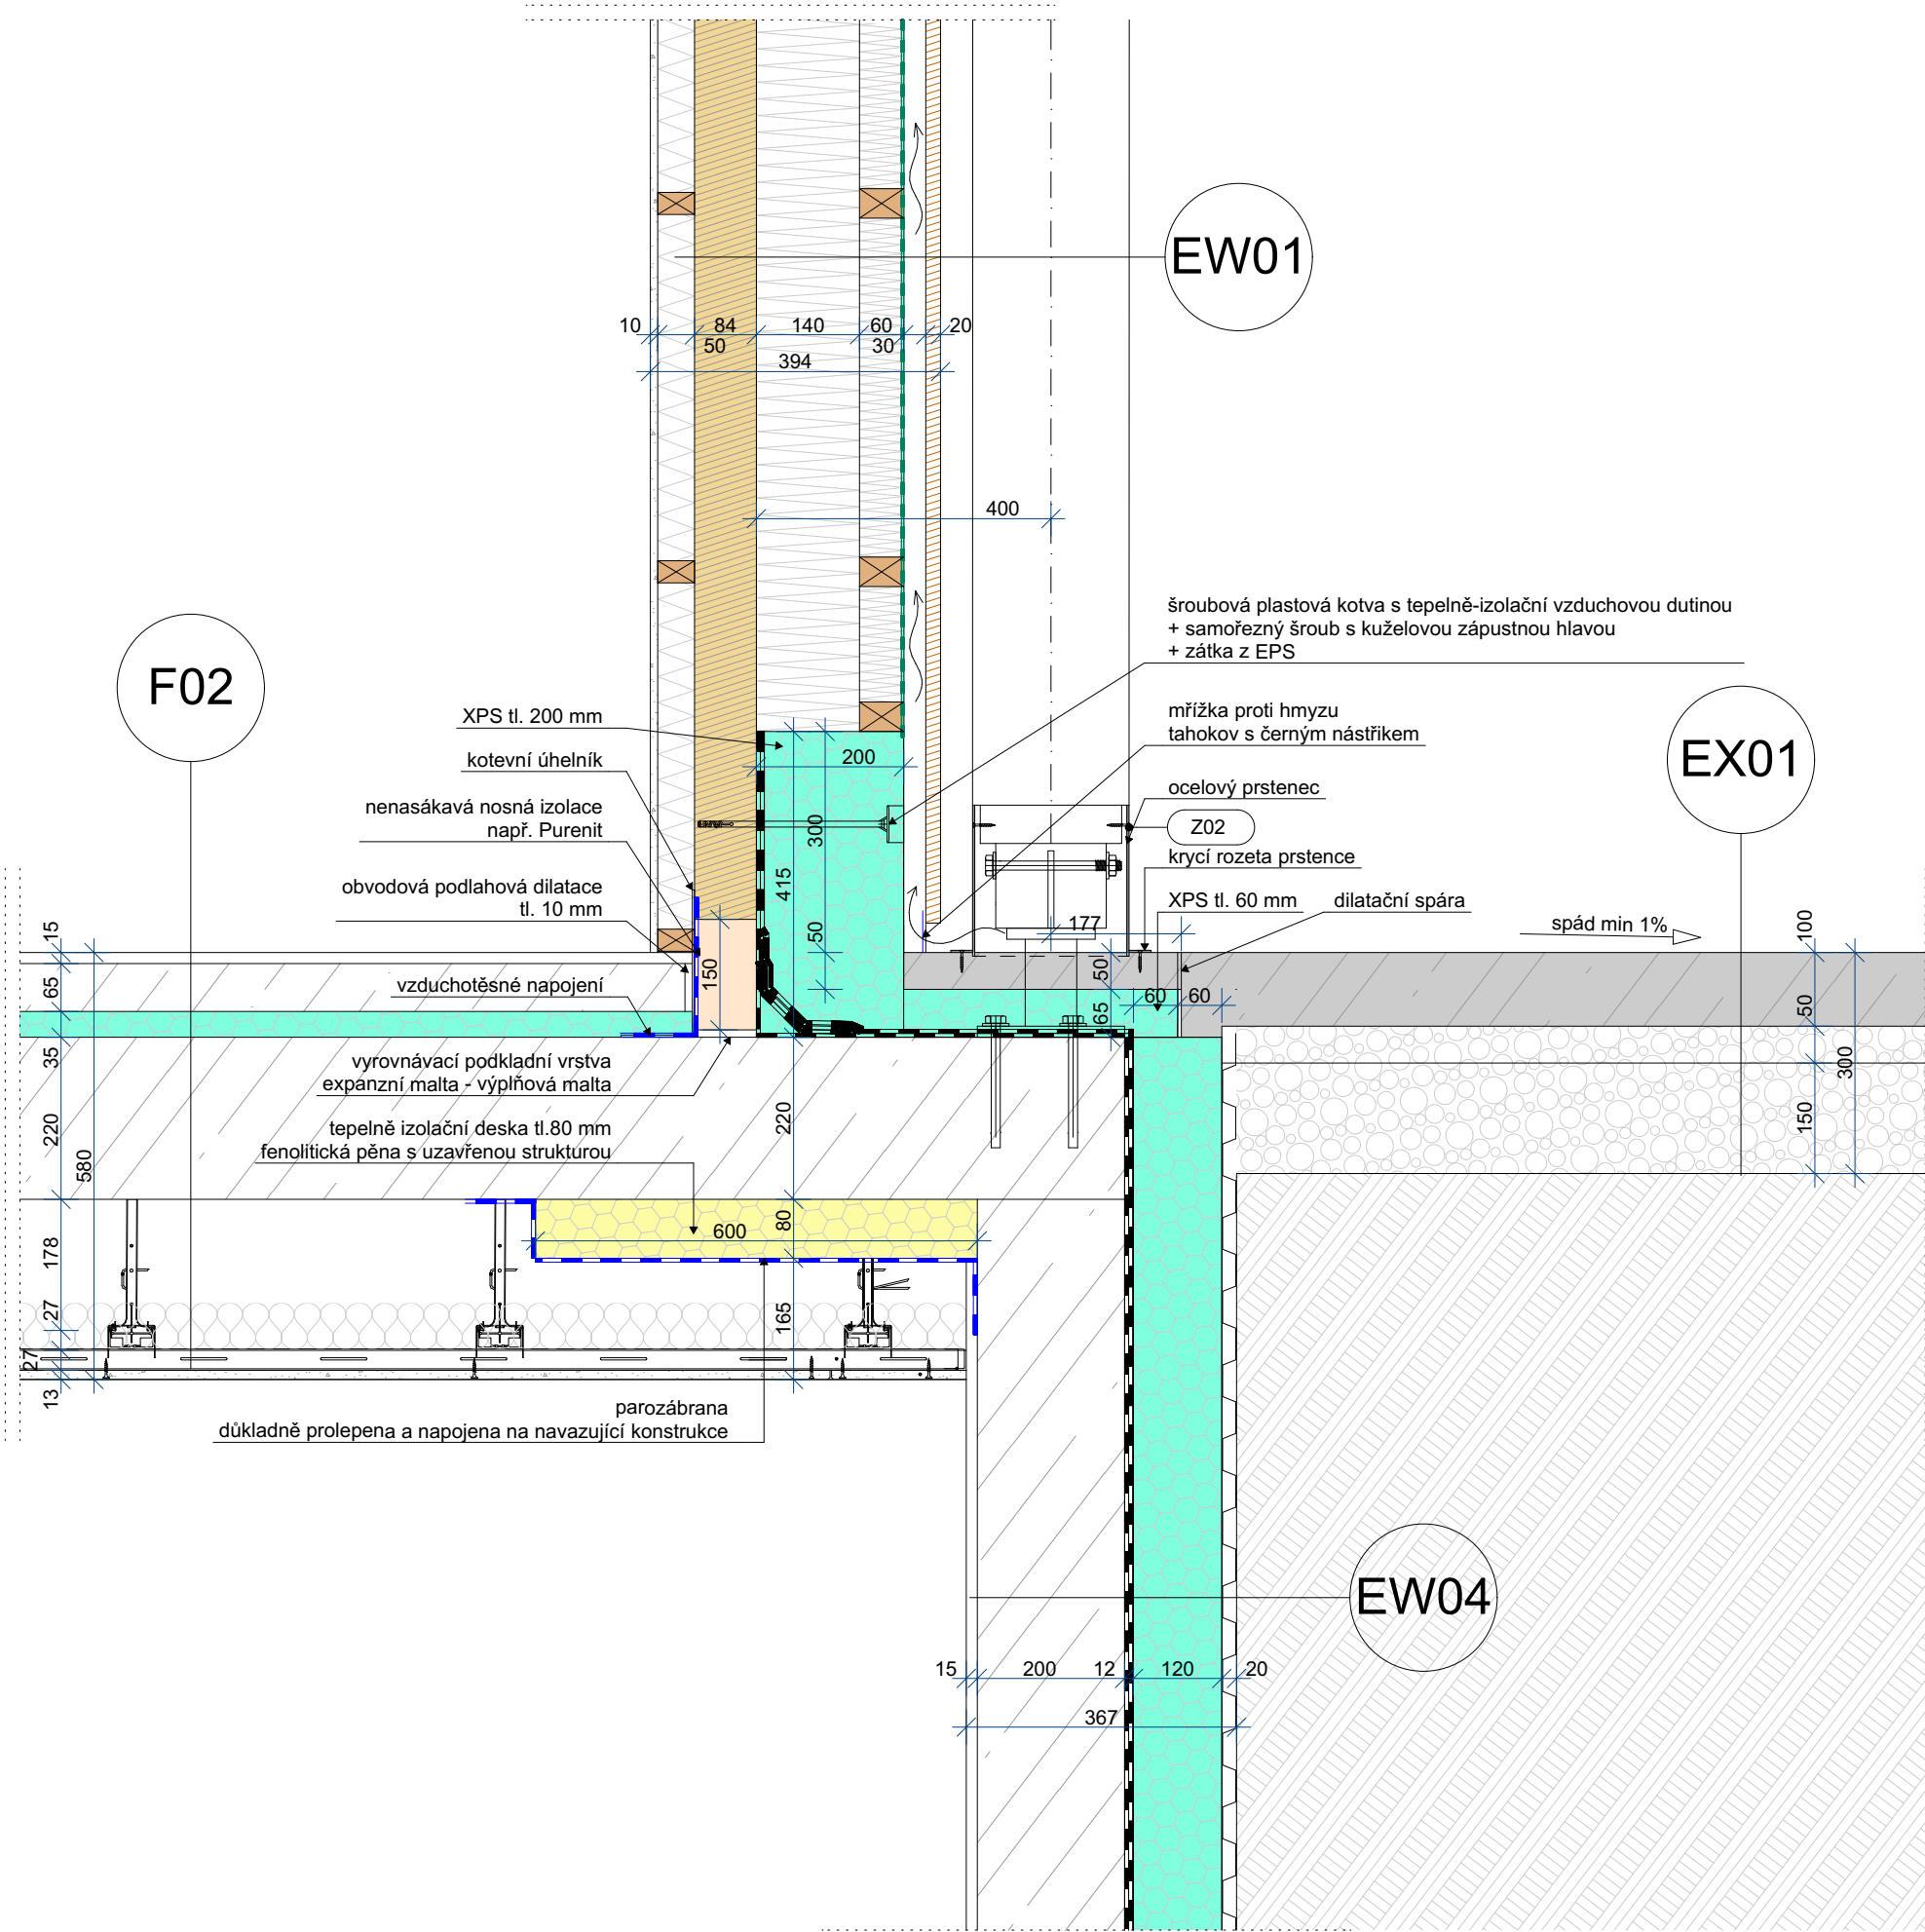 EW01
10
84
140
60
20
50
30
394
400
šroubová plastová kotva s tepelně-izolační vzduchovou dutinou
+ samořezný šroub s kuželovou zápustnou hlavou
+ zátka z EPS
F02
XPS tl. 200 mm
mřížka proti hmyzu
tahokov s černým nástřikem
EX01
kotevní úhelník
200
ocelový prstenec
nenasákavá nosná izolace
např. Purenit
Z02
300
krycí rozeta prstence
obvodová podlahová dilatace
tl. 10 mm
415
XPS tl. 60 mm
dilatační spára
177
spád min 1%
100
15
50
150
50
65
vzduchotěsné napojení
60
60
65
50
35
vyrovnávací podkladní vrstva
expanzní malta - výplňová malta
300
220
220
150
tepelně izolační deska tl.80 mm
fenolitická pěna s uzavřenou strukturou
580
80
600
178
27
165
27
13
parozábrana
důkladně prolepena a napojena na navazující konstrukce
EW04
15
200
12
120
20
367